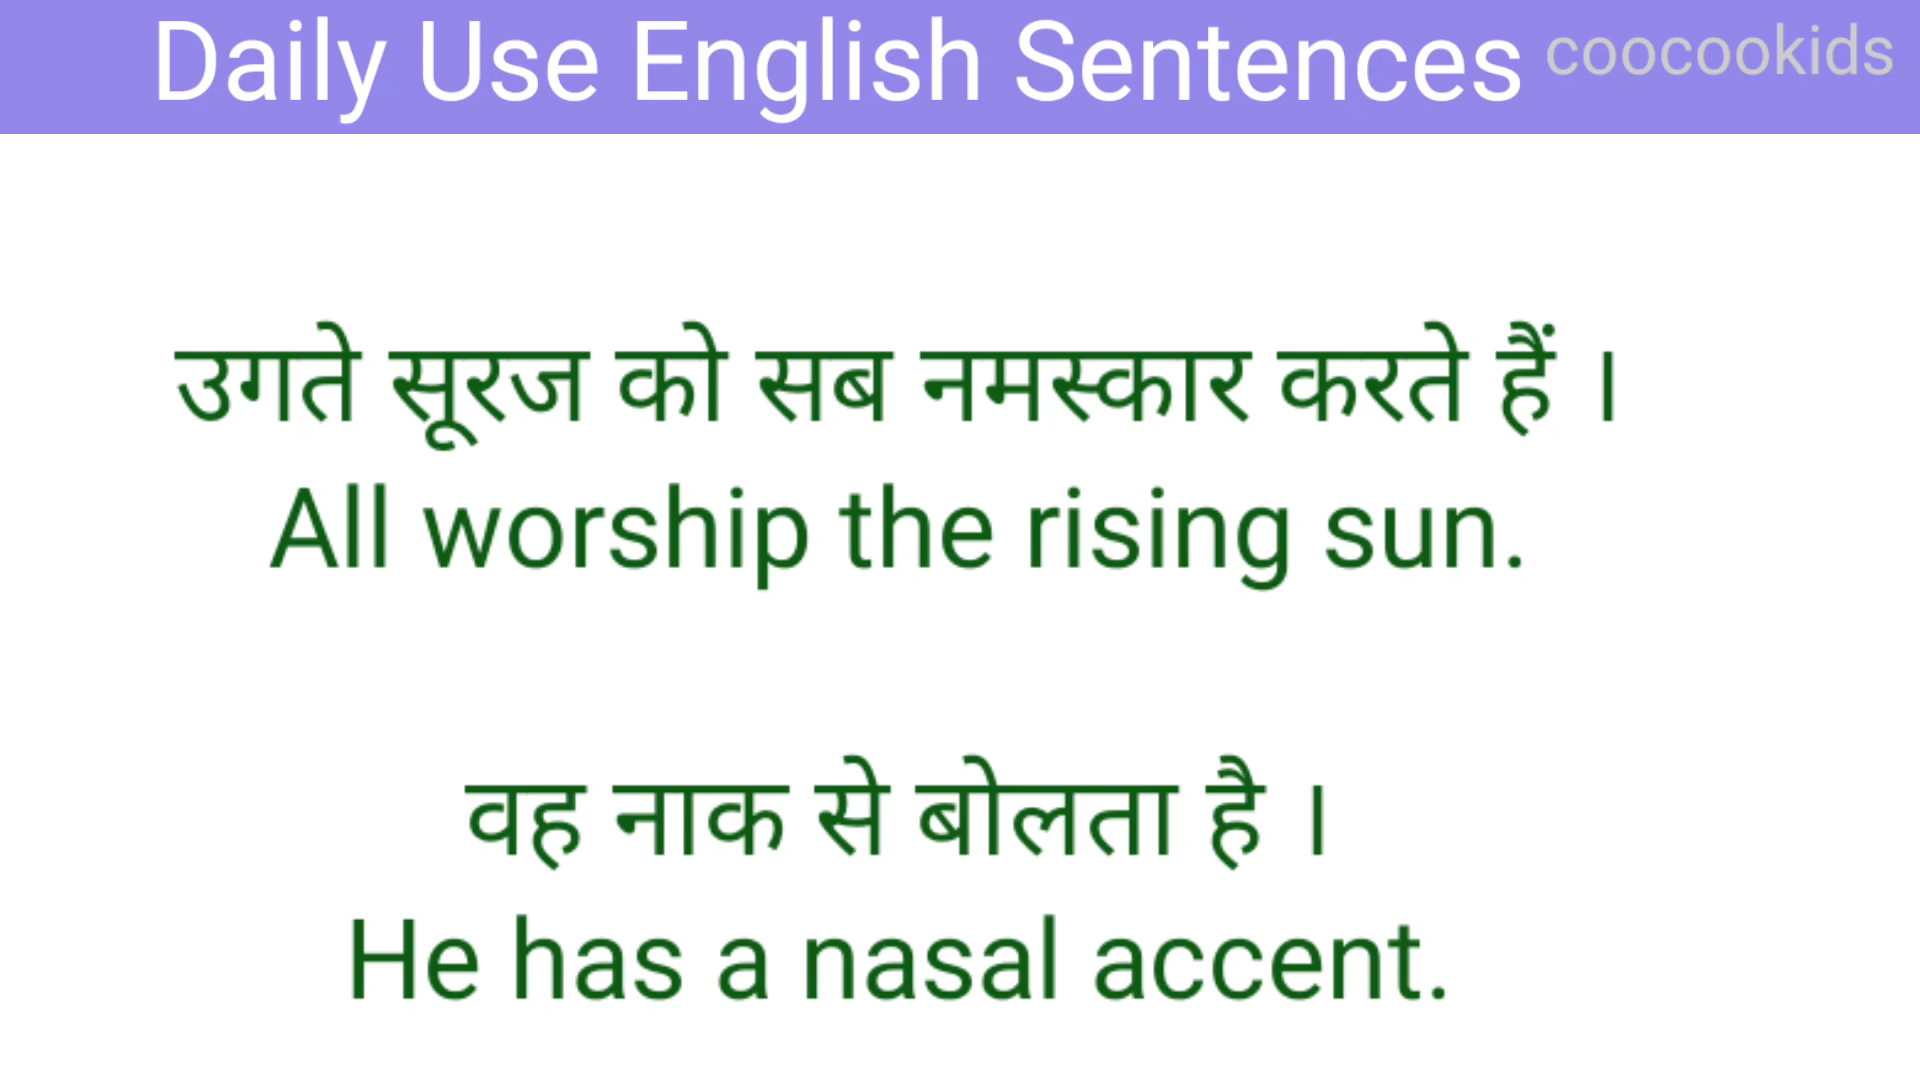 Daily Use English Sentences coocookids
उगते सूरज को सब नमस्कार करते हैं ।
All worship the rising sun.
वह नाक से बोलता है ।
He has a nasal accent.